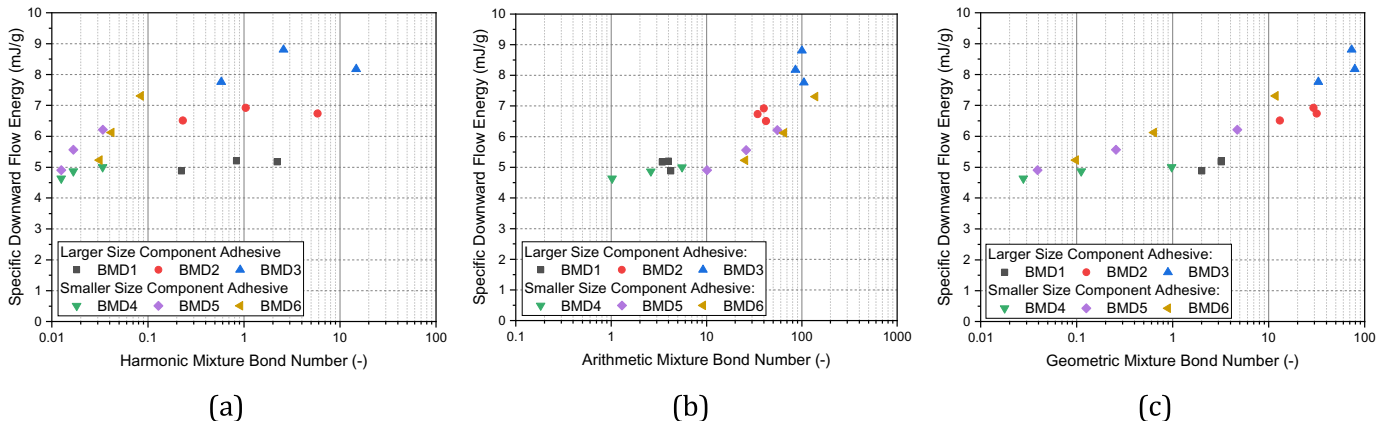 Specific Downward Flow Energy (mJ/g)
10
9
8
7
6
5
4
3
2
1
0
Larger Size Component Adhesive
BMD1 BMD2 BMD3
Smaller Size Component Adhesive
BMD4 BMD5 BMD6
0.01 0.1 1 10 100
Harmonic Mixture Bond Number (-)
(a)
Specific Downward Flow Energy (mJ/g)
10
9
8
7
6
5
4
3
2
1
0
Larger Size Component Adhesive:
BMD1 BMD2 BMD3
Smaller Size Component Adhesive:
BMD4 BMD5 BMD6
0.1 1 10 100 1000
Arithmetic Mixture Bond Number (-)
(b)
Specific Downward Flow Energy (mJ/g)
10
9
8
7
6
5
4
3
2
1
0
Larger Size Component Adhesive:
BMD1 BMD2 BMD3
Smaller Size Component Adhesive:
BMD4 BMD5 BMD6
0.01 0.1 1 10 100
Geometric Mixture Bond Number (-)
(c)